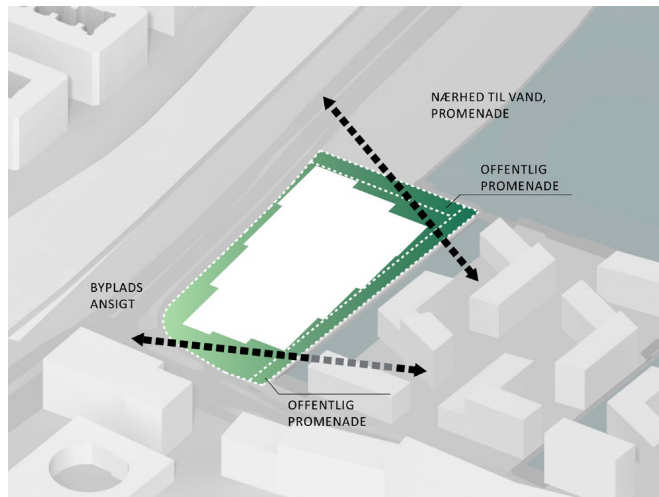 NÆRHED TIL VAND,
PROMENADE
OFFENTLIG
PROMENADE
BYPLADS
ANSIGT
OFFENTLIG
PROMENADE